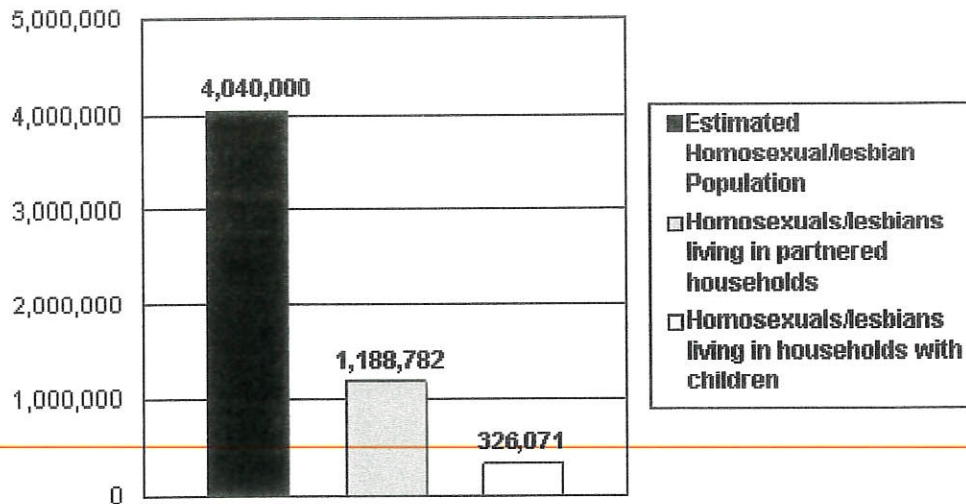 5,000,000
4,000,000
3,000,000
2,000,000
1,000,000
0
4,040,000
1,188,782
326,071
Estimated
Homosexual/lesbian
Population
Homosexuals/lesbians
living in partnered
households
Homosexuals/lesbians
living in households with
children